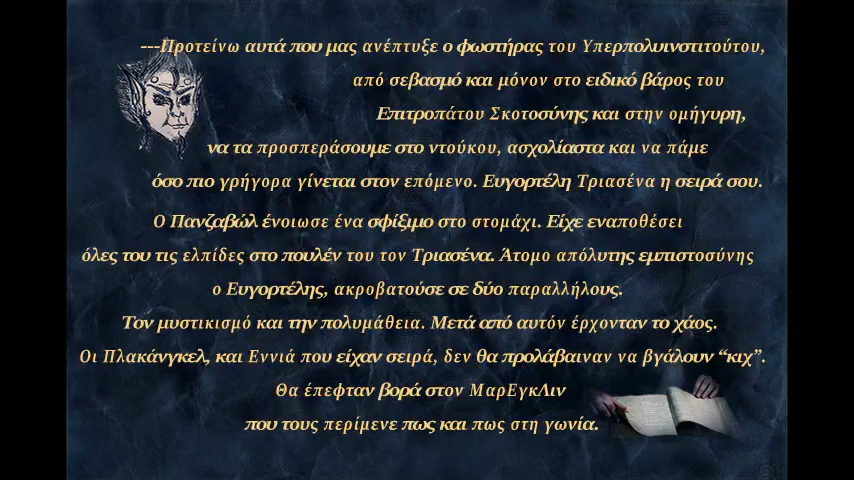 ---Προτείνω αυτά που μας ανέπτυξε ο φωστήρας του Υπερπολυινστιτούτου,
από σεβασμό και μόνον στο ειδικό βάρος του
Επιτροπάτου Σκοτοσύνης και στην ομήγυρη,
να τα προσπεράσουμε στο ντούκου, ασχολίαστα και να πάμε
όσο πιο γρήγορα γίνεται στον επόμενο. Ευγορτέλη Τριασένα η σειρά σου.
Ο Πανζαβώλ ένοιωσε ένα σφίξιμο στο στομάχι. Είχε εναποθέσει
όλες του τις ελπίδες στο πουλέν του τον Τριασένα. Άτομο απόλυτης εμπιστοσύνης
ο Ευγορτέλης, ακροβατούσε σε δύο παραλλήλους.
Τον μυστικισμό και την πολυμάθεια. Μετά από αυτόν έρχονταν το χάος.
Οι Πλακάνγκελ, και Εννιά που είχαν σειρά, δεν θα προλάβαιναν να βγάλουν “κιχ”.
Θα έπεφταν βορά στον ΜαρΕγκΛιν
που τους περίμενε πως και πως στη γωνία.